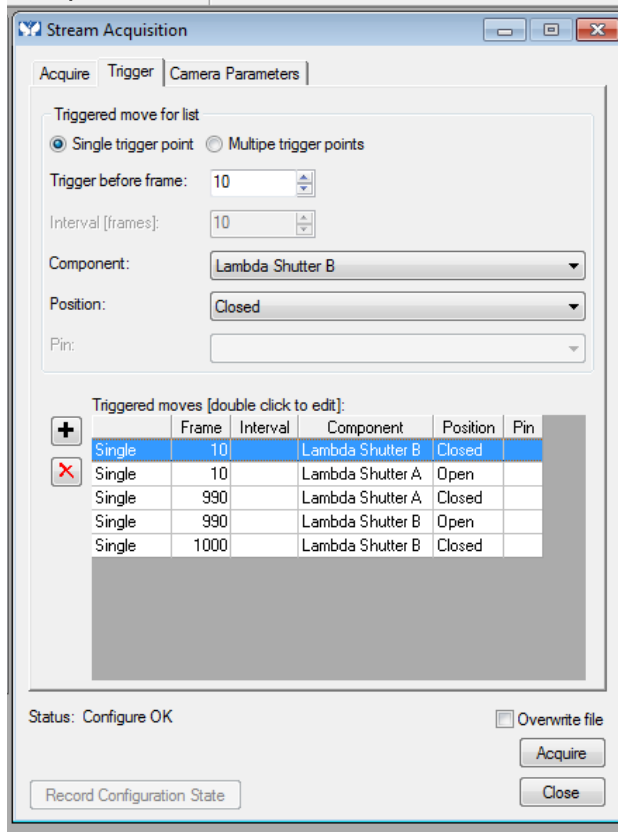 Stream Acquisition
Acquire Trigger Camera Parameters
Triggered move for list
Single trigger point Multipe trigger points
Trigger before frame: 10
Interval [frames]: 10
Component: Lambda Shutter B
Position: Closed
Pin:
Triggered moves [double click to edit]:
Frame Interval Component Position Pin
Single 10 Lambda Shutter B Closed
Single 10 Lambda Shutter A Open
Single 990 Lambda Shutter A Closed
Single 990 Lambda Shutter B Open
Single 1000 Lambda Shutter B Closed
Status: Configure OK Overwrite file
Acquire
Record Configuration State Close